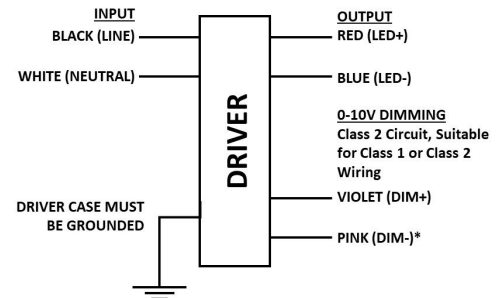 INPUT
BLACK (LINE)
WHITE (NEUTRAL)
DRIVER CASE MUST
BE GROUNDED
DRIVER
OUTPUT
RED (LED+)
BLUE (LED-)
0-10V DIMMING
Class 2 Circuit, Suitable
for Class 1 or Class 2
Wiring
VIOLET (DIM+)
PINK (DIM-)*